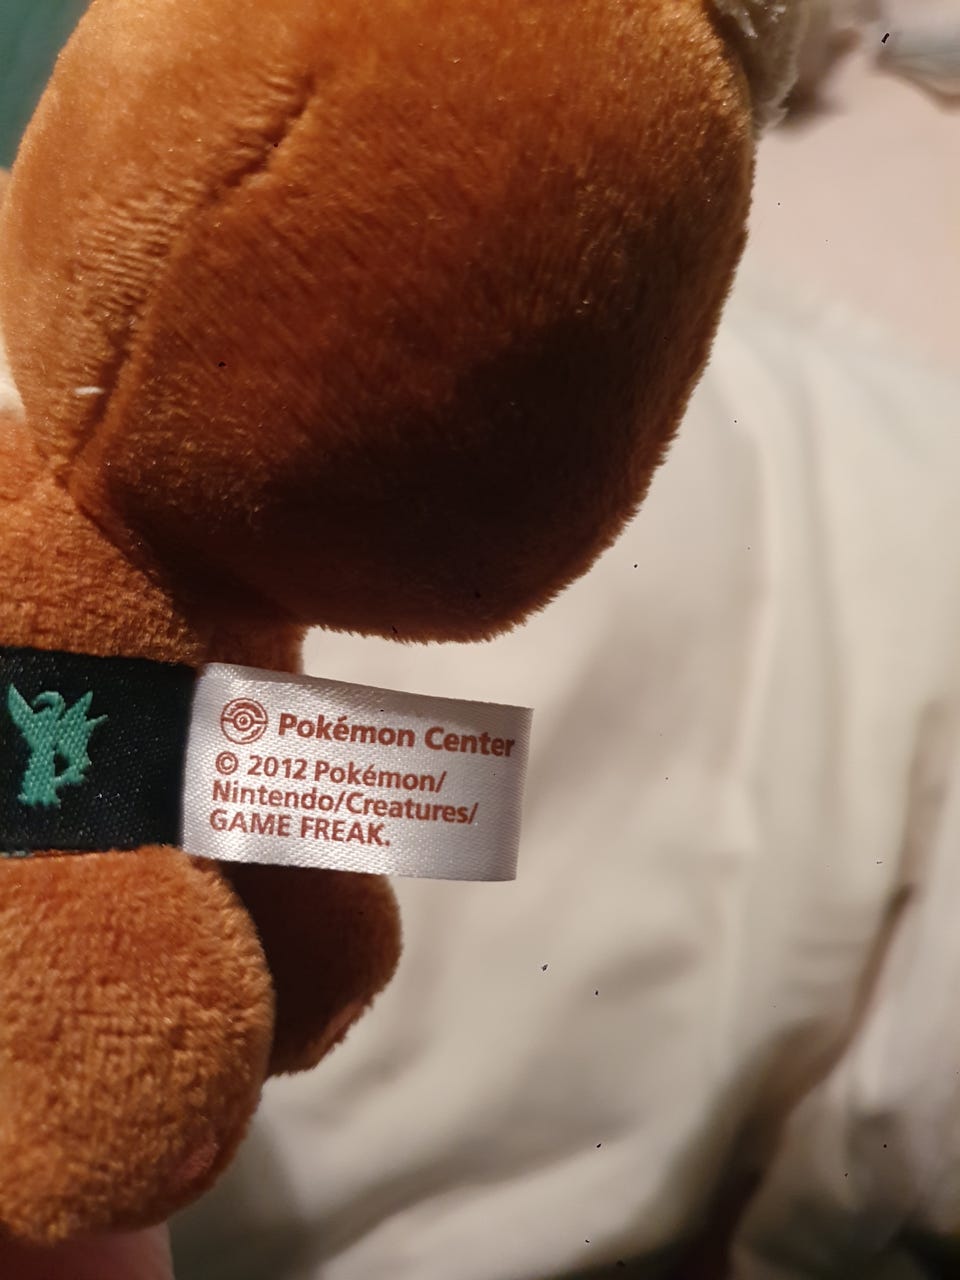 Pokémon Center
© 2012 Pokémon/
Nintendo/Creatures/
GAME FREAK.